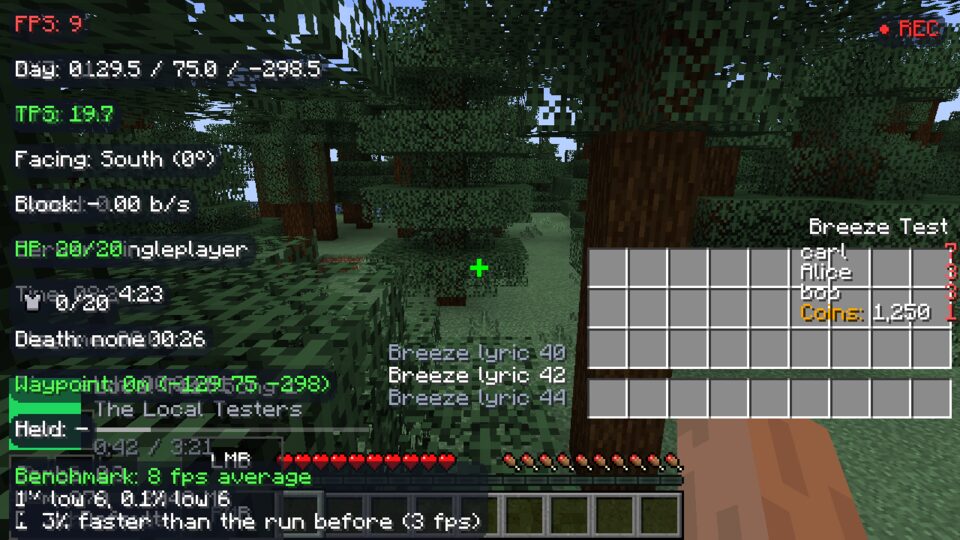 FPS: 9
REC
Day: 0129.5 / 75.0 / -298.5
TPS: 19.7
Facing: South (0°)
Block: -0.00 b/s
Breeze Test
HP: 20/20 ingleplayer
carl 7
Alice 3
bob 3
Coins: 1,250 1
0/20 4:23
Death: none 00:26
Breeze lyric 40
Breeze lyric 42
Breeze lyric 44
Waypoint: 0m (-129 75 -298)
The Local Testers
Held: -
0:42 / 3:21
LMB
Benchmark: 8 fps average
1% low 6, 0.1% low 6
3% faster than the run before (3 fps)